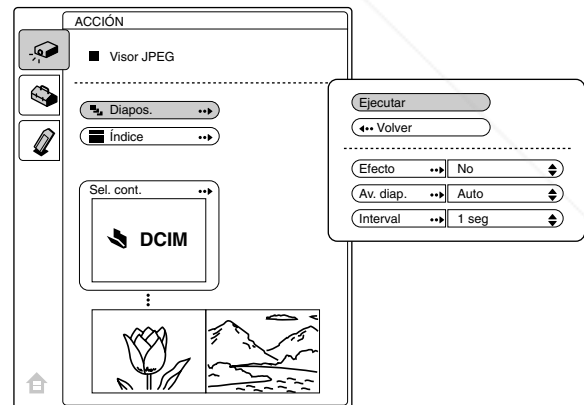 ACCIÓN
Visor JPEG
Diapos.
Índice
Sel. cont.
DCIM
Ejecutar
Volver
Efecto No
Av. diap. Auto
Interval 1 seg